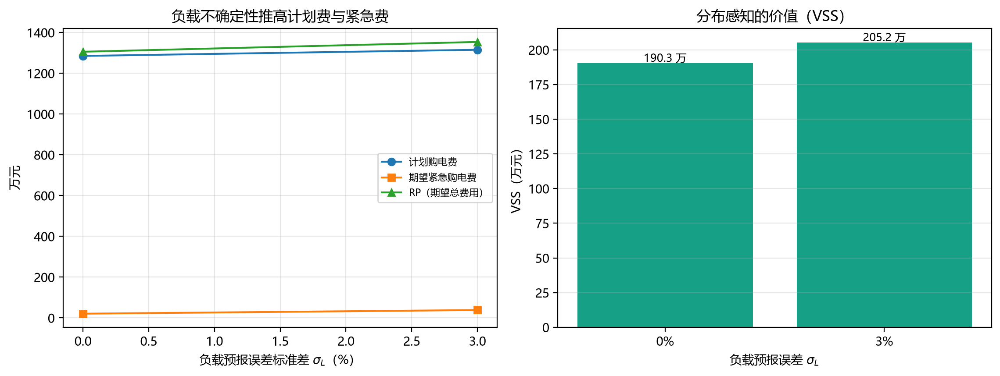 负载不确定性推高计划费与紧急费
万元
1400
1200
1000
800
600
400
200
0
计划购电费
期望紧急购电费
RP（期望总费用）
0.0 0.5 1.0 1.5 2.0 2.5 3.0
负载预报误差标准差 σ_L（%）
分布感知的价值（VSS）
VSS（万元）
200
175
150
125
100
75
50
25
0
190.3 万
205.2 万
0% 3%
负载预报误差 σ_L